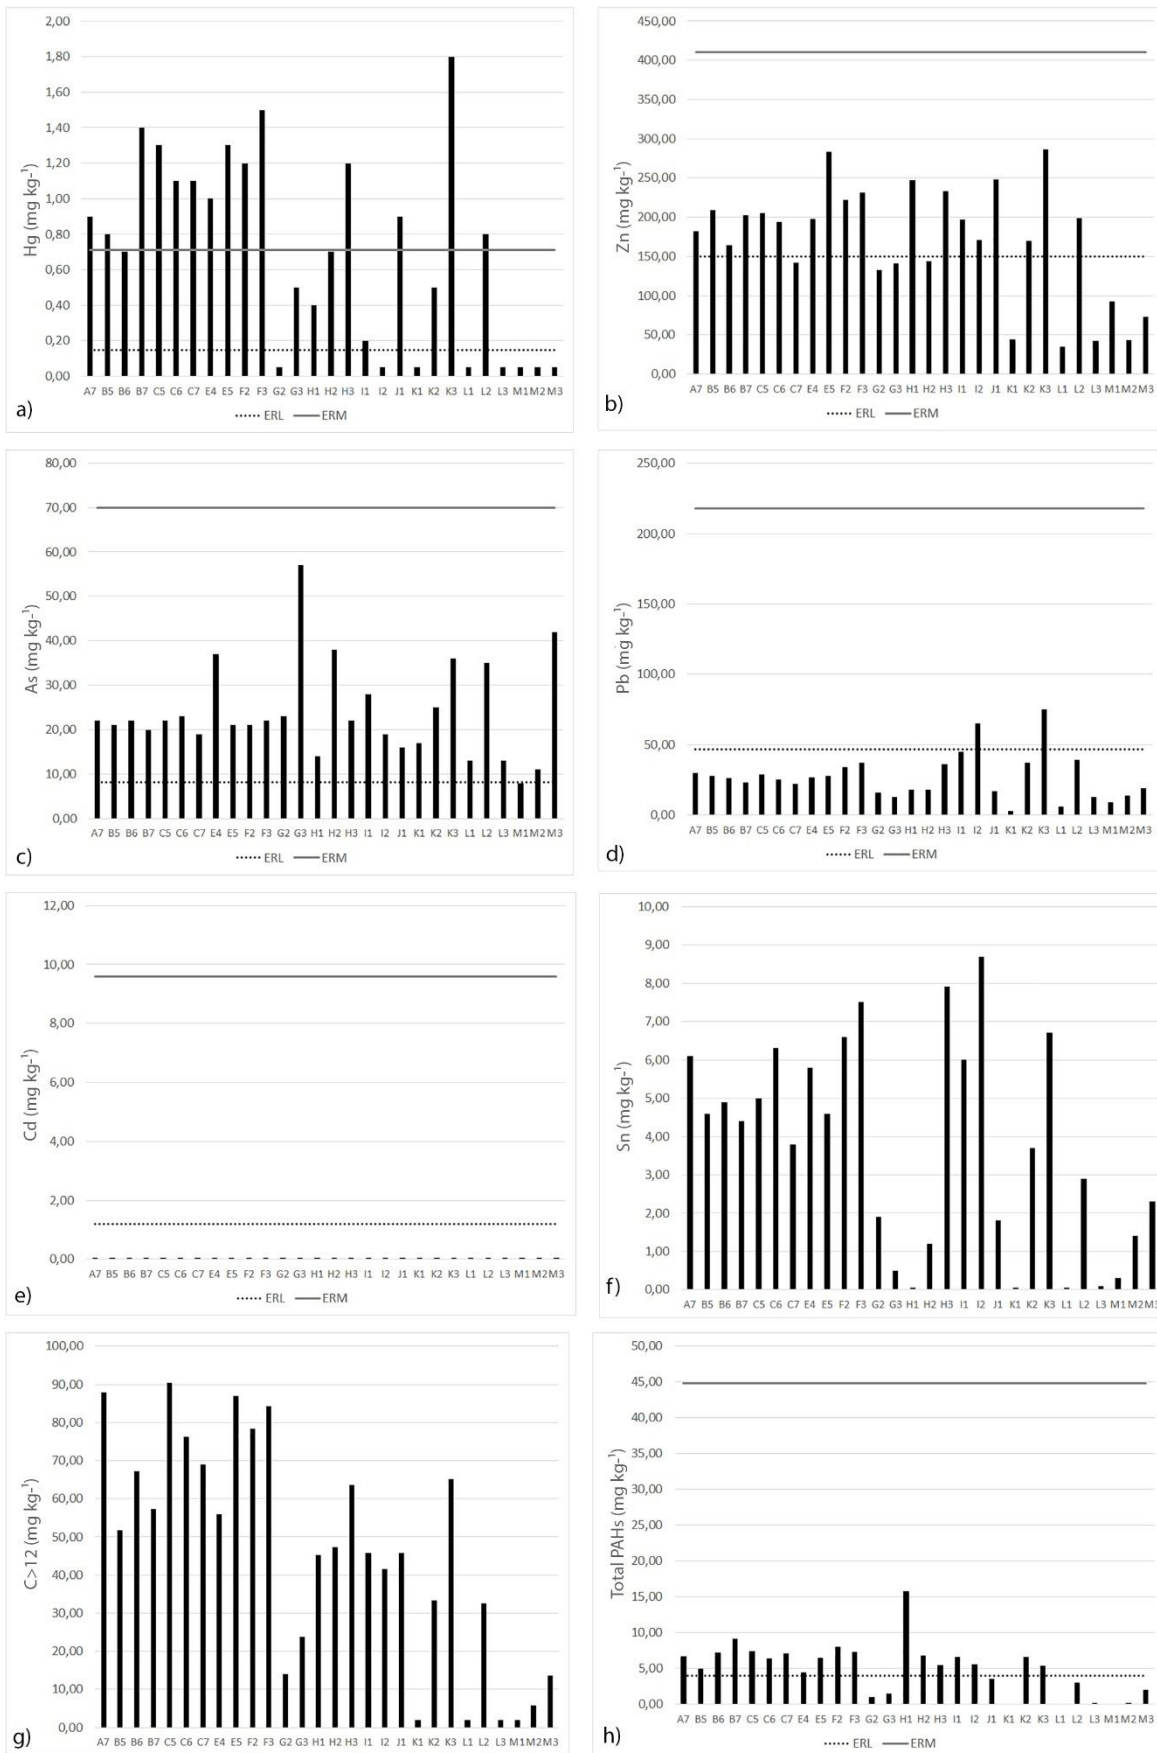 2,00
1,80
1,60
1,40
1,20
1,00
0,80
0,60
0,40
0,20
0,00
Hg (mg kg-¹)
A7 B5 B6 B7 C5 C6 C7 E4 E5 F2 F3 G2 G3 H1 H2 H3 I1 I2 J1 K1 K2 K3 L1 L2 L3 M1 M2 M3
ERL ERM
a)
450,00
400,00
350,00
300,00
250,00
200,00
150,00
100,00
50,00
0,00
Zn (mg kg-¹)
A7 B5 B6 B7 C5 C6 C7 E4 E5 F2 F3 G2 G3 H1 H2 H3 I1 I2 J1 K1 K2 K3 L1 L2 L3 M1 M2 M3
ERL ERM
b)
80,00
70,00
60,00
50,00
40,00
30,00
20,00
10,00
0,00
As (mg kg-¹)
A7 B5 B6 B7 C5 C6 C7 E4 E5 F2 F3 G2 G3 H1 H2 H3 I1 I2 J1 K1 K2 K3 L1 L2 L3 M1 M2 M3
ERL ERM
c)
250,00
200,00
150,00
100,00
50,00
0,00
Pb (mg kg-¹)
A7 B5 B6 B7 C5 C6 C7 E4 E5 F2 F3 G2 G3 H1 H2 H3 I1 I2 J1 K1 K2 K3 L1 L2 L3 M1 M2 M3
ERL ERM
d)
12,00
10,00
8,00
6,00
4,00
2,00
0,00
Cd (mg kg-¹)
A7 B5 B6 B7 C5 C6 C7 E4 E5 F2 F3 G2 G3 H1 H2 H3 I1 I2 J1 K1 K2 K3 L1 L2 L3 M1 M2 M3
ERL ERM
e)
10,00
9,00
8,00
7,00
6,00
5,00
4,00
3,00
2,00
1,00
0,00
Sn (mg kg-¹)
A7 B5 B6 B7 C5 C6 C7 E4 E5 F2 F3 G2 G3 H1 H2 H3 I1 I2 J1 K1 K2 K3 L1 L2 L3 M1 M2 M3
f)
100,00
90,00
80,00
70,00
60,00
50,00
40,00
30,00
20,00
10,00
0,00
C>12 (mg kg-¹)
A7 B5 B6 B7 C5 C6 C7 E4 E5 F2 F3 G2 G3 H1 H2 H3 I1 I2 J1 K1 K2 K3 L1 L2 L3 M1 M2 M3
g)
50,00
45,00
40,00
35,00
30,00
25,00
20,00
15,00
10,00
5,00
0,00
Total PAHs (mg kg-¹)
A7 B5 B6 B7 C5 C6 C7 E4 E5 F2 F3 G2 G3 H1 H2 H3 I1 I2 J1 K1 K2 K3 L1 L2 L3 M1 M2 M3
ERL ERM
h)